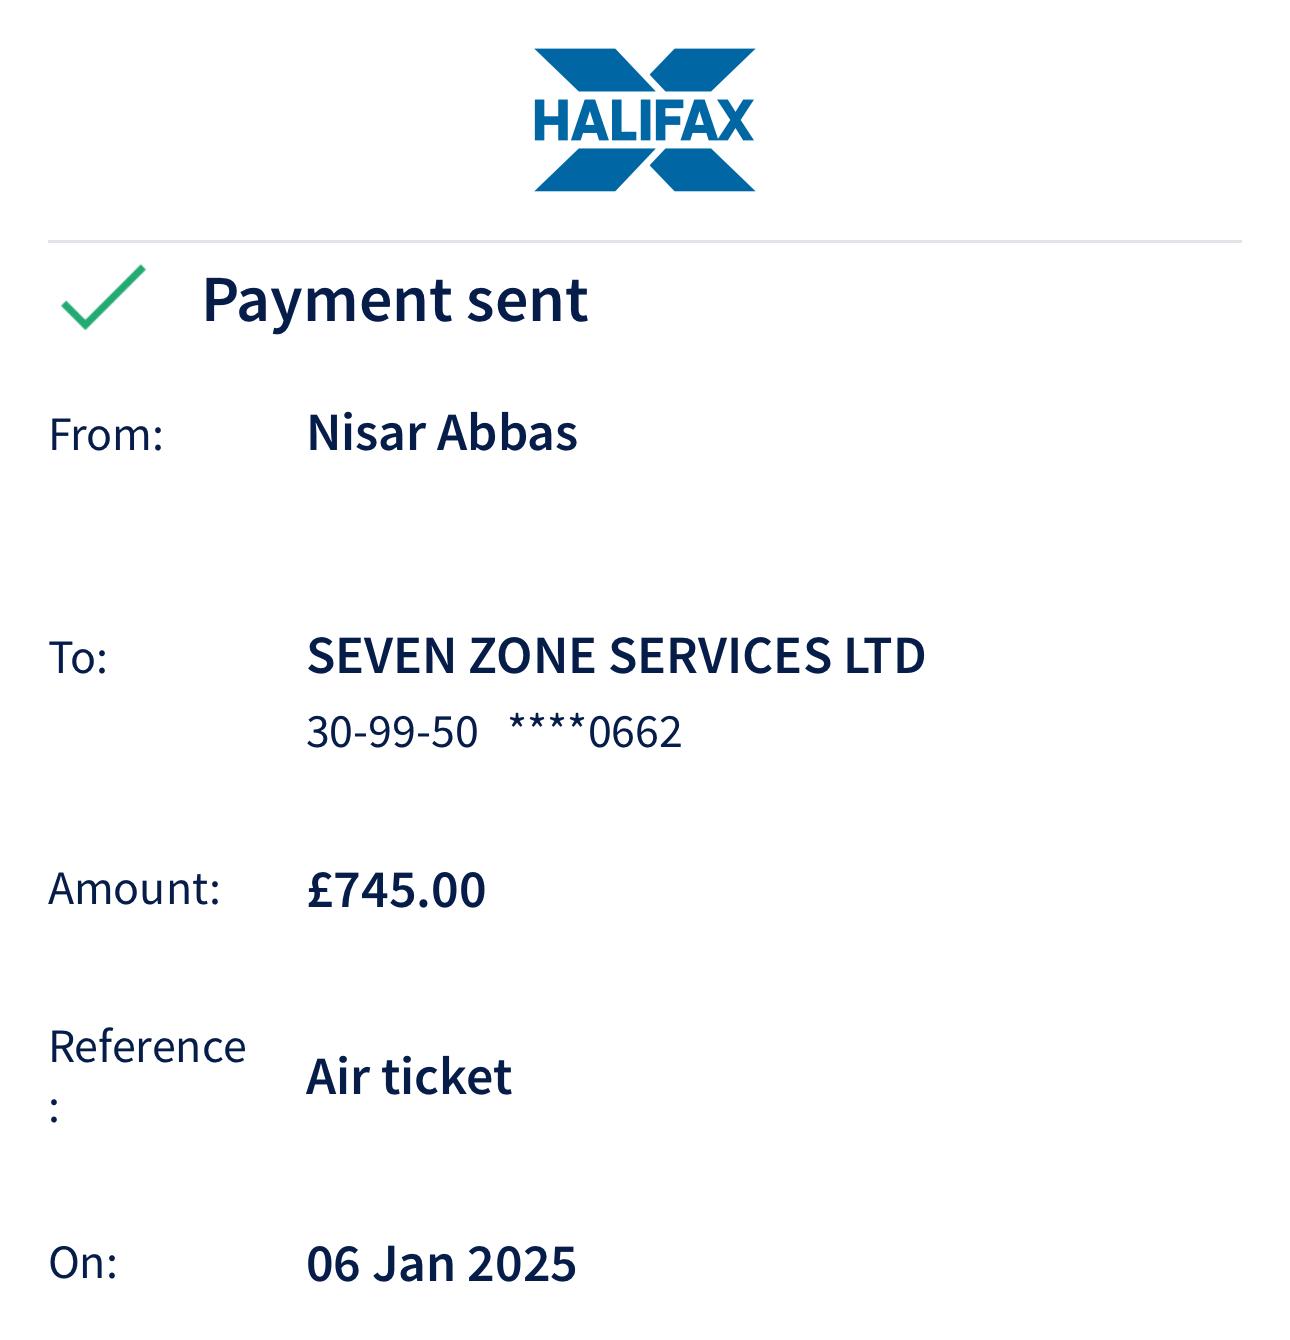 HALIFAX
Payment sent
From: Nisar Abbas
To: SEVEN ZONE SERVICES LTD
30-99-50 ****0662
Amount: £745.00
Reference
: Air ticket
On: 06 Jan 2025